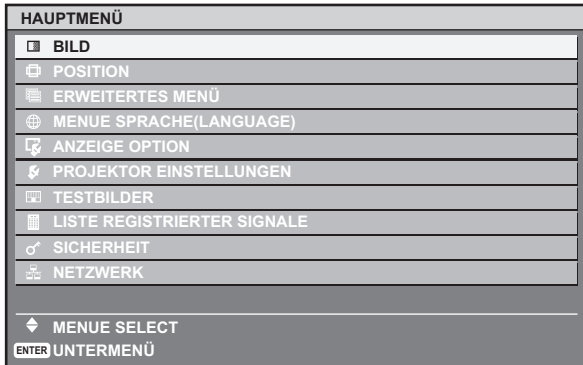 HAUPTMENÜ
BILD
POSITION
ERWEITERTES MENÜ
MENUE SPRACHE(LANGUAGE)
ANZEIGE OPTION
PROJEKTOR EINSTELLUNGEN
TESTBILDER
LISTE REGISTRIERTER SIGNALE
SICHERHEIT
NETZWERK
MENUE SELECT
ENTER UNTERMENÜ